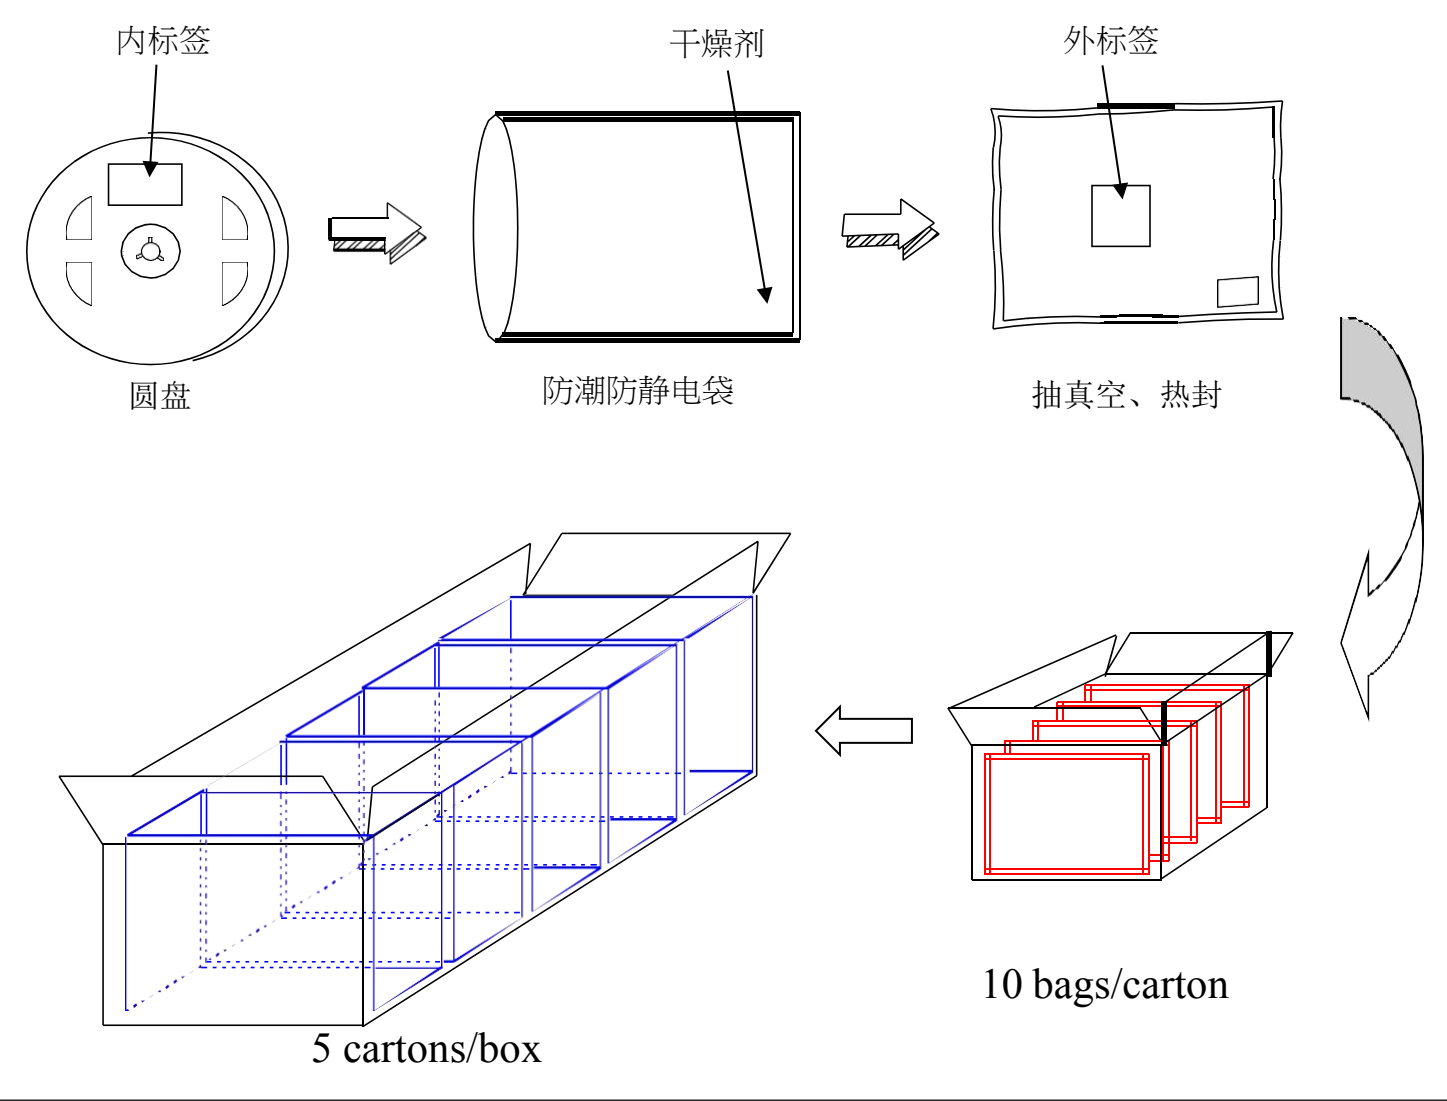 内标签
干燥剂
外标签
圆盘
防潮防静电袋
抽真空、热封
10 bags/carton
5 cartons/box